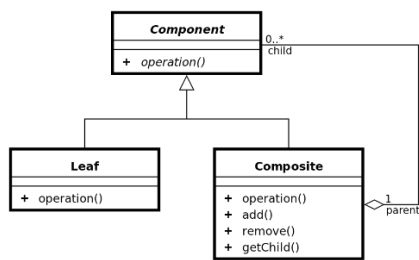 Component
+ operation()
0..*
child
Leaf
+ operation()
Composite
+ operation()
+ add()
+ remove()
+ getChild()
1
parent